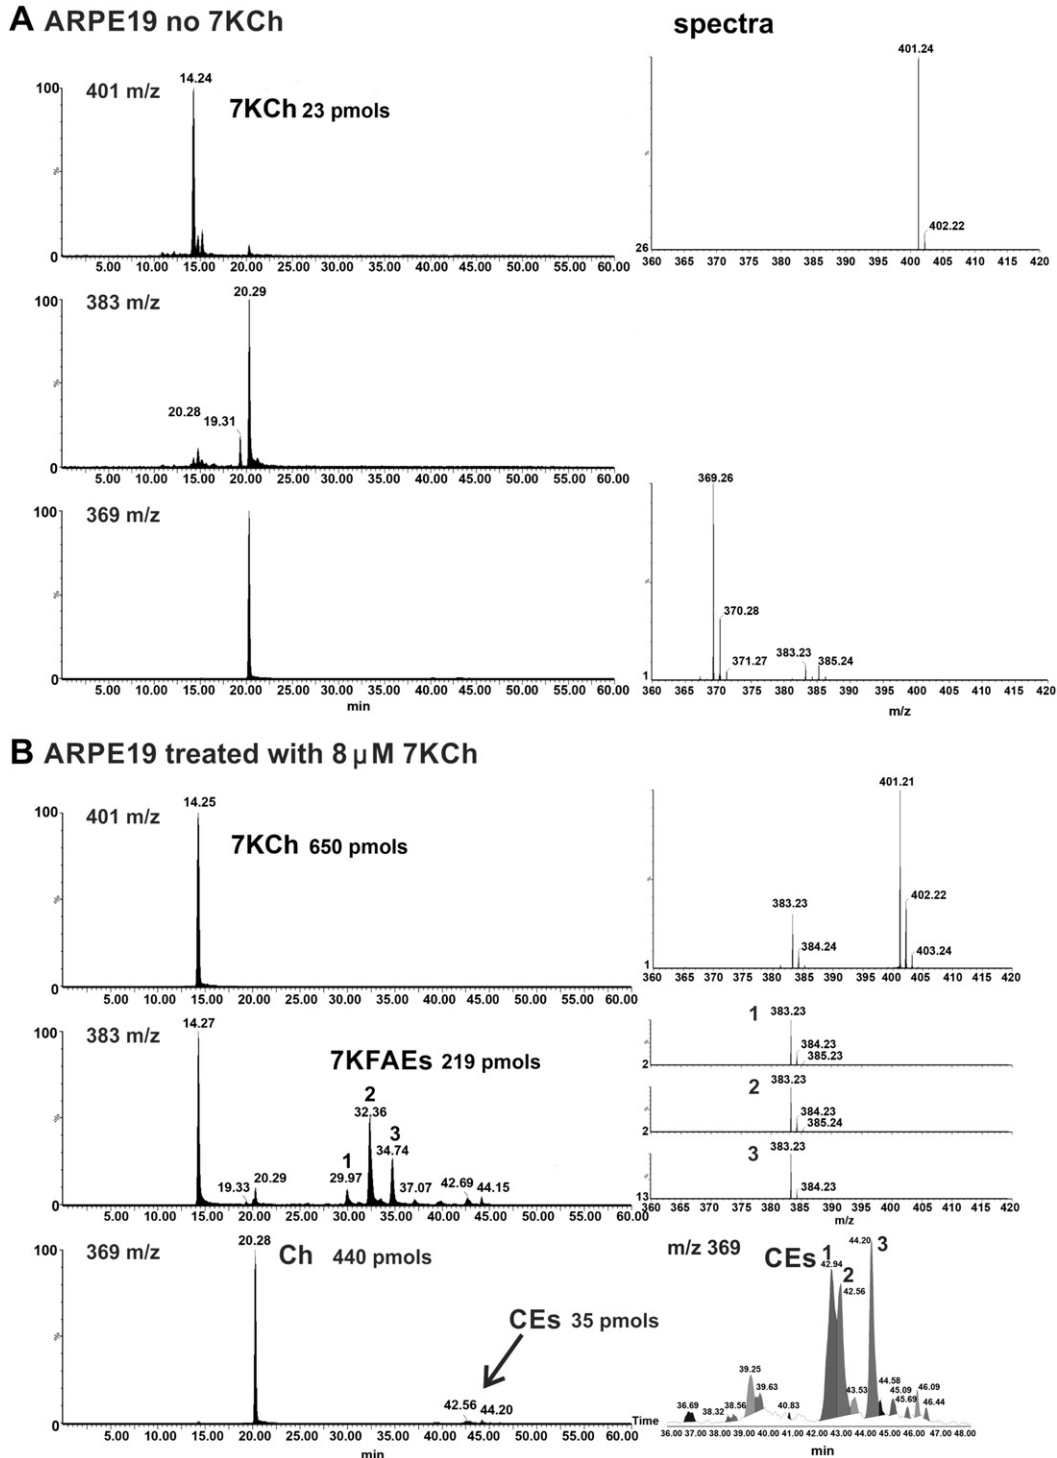 A ARPE19 no 7KCh
spectra
401 m/z
14.24
7KCh 23 pmols
100
%
0
5.00 10.00 15.00 20.00 25.00 30.00 35.00 40.00 45.00 50.00 55.00 60.00
401.24
402.22
%
26
360 365 370 375 380 385 390 395 400 405 410 415 420
383 m/z
20.29
20.28
19.31
100
%
0
5.00 10.00 15.00 20.00 25.00 30.00 35.00 40.00 45.00 50.00 55.00 60.00
369 m/z
100
%
0
5.00 10.00 15.00 20.00 25.00 30.00 35.00 40.00 45.00 50.00 55.00 60.00
min
369.26
370.28
371.27
383.23
385.24
%
1
360 365 370 375 380 385 390 395 400 405 410 415 420
m/z
B ARPE19 treated with 8 μM 7KCh
401 m/z
14.25
7KCh 650 pmols
100
%
0
5.00 10.00 15.00 20.00 25.00 30.00 35.00 40.00 45.00 50.00 55.00 60.00
401.21
402.22
403.24
383.23
384.24
%
1
360 365 370 375 380 385 390 395 400 405 410 415 420
383 m/z
14.27
7KFAEs 219 pmols
2
32.36
3
34.74
1
29.97
19.33
20.29
37.07
42.69
44.15
100
%
0
5.00 10.00 15.00 20.00 25.00 30.00 35.00 40.00 45.00 50.00 55.00 60.00
1 383.23
384.23
385.23
%
2
2 383.23
384.23
385.24
%
2
3 383.23
384.23
%
13
360 365 370 375 380 385 390 395 400 405 410 415 420
m/z
369 m/z
20.28
Ch 440 pmols
CEs 35 pmols
42.56
44.20
100
%
0
5.00 10.00 15.00 20.00 25.00 30.00 35.00 40.00 45.00 50.00 55.00 60.00
Time
min
m/z 369
CEs
1
42.94
2
42.56
44.20
3
39.25
39.63
36.69
38.32
38.56
40.83
43.53
44.58
45.09
45.69
46.09
46.44
36.00 37.00 38.00 39.00 40.00 41.00 42.00 43.00 44.00 45.00 46.00 47.00 48.00
min